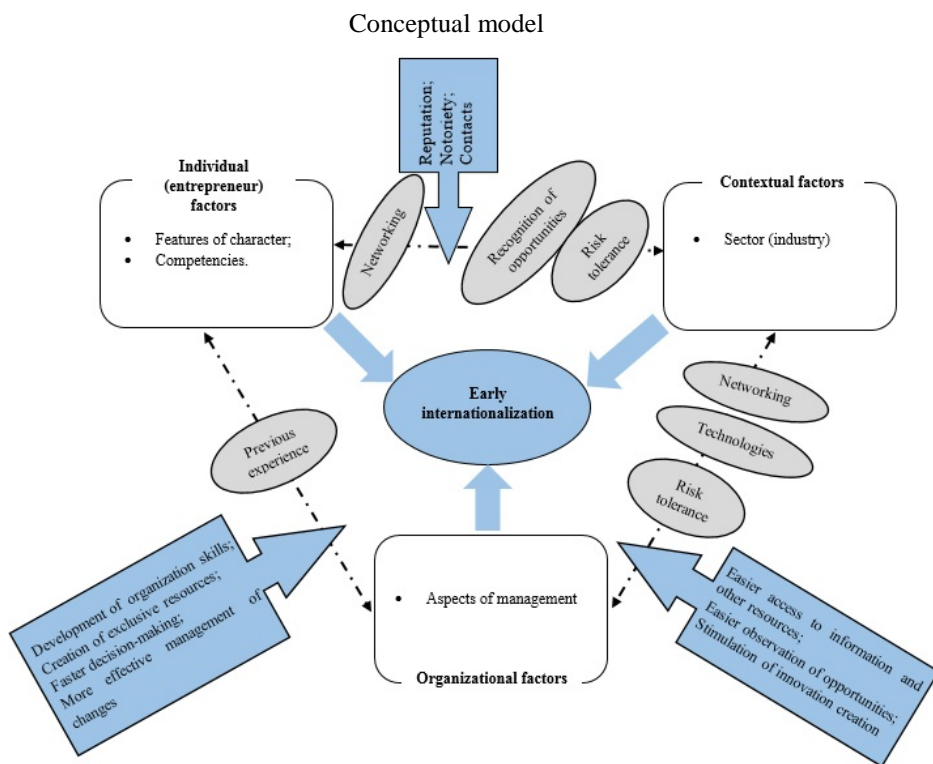 Conceptual model
Reputation;
Notoriety;
Contacts
Individual
(entrepreneur)
factors
• Features of character;
• Competencies.
Networking
Recognition of
opportunities
Risk
tolerance
Contextual factors
• Sector (industry)
Early
internationalization
Networking
Technologies
Risk
tolerance
Previous
experience
Development of organization skills;
Creation of exclusive resources;
Faster decision-making;
More effective management of
changes
• Aspects of management
Organizational factors
Easier access to information and
other resources;
Easier observation of opportunities;
Stimulation of innovation creation